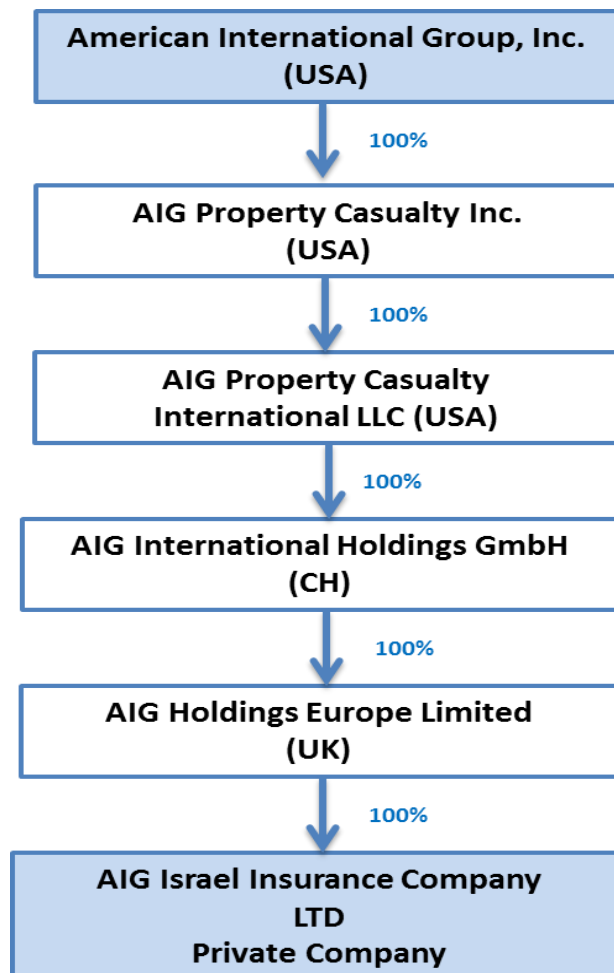 American International Group, Inc.
(USA)
100%
AIG Property Casualty Inc.
(USA)
100%
AIG Property Casualty
International LLC (USA)
100%
AIG International Holdings GmbH
(CH)
100%
AIG Holdings Europe Limited
(UK)
100%
AIG Israel Insurance Company
LTD
Private Company